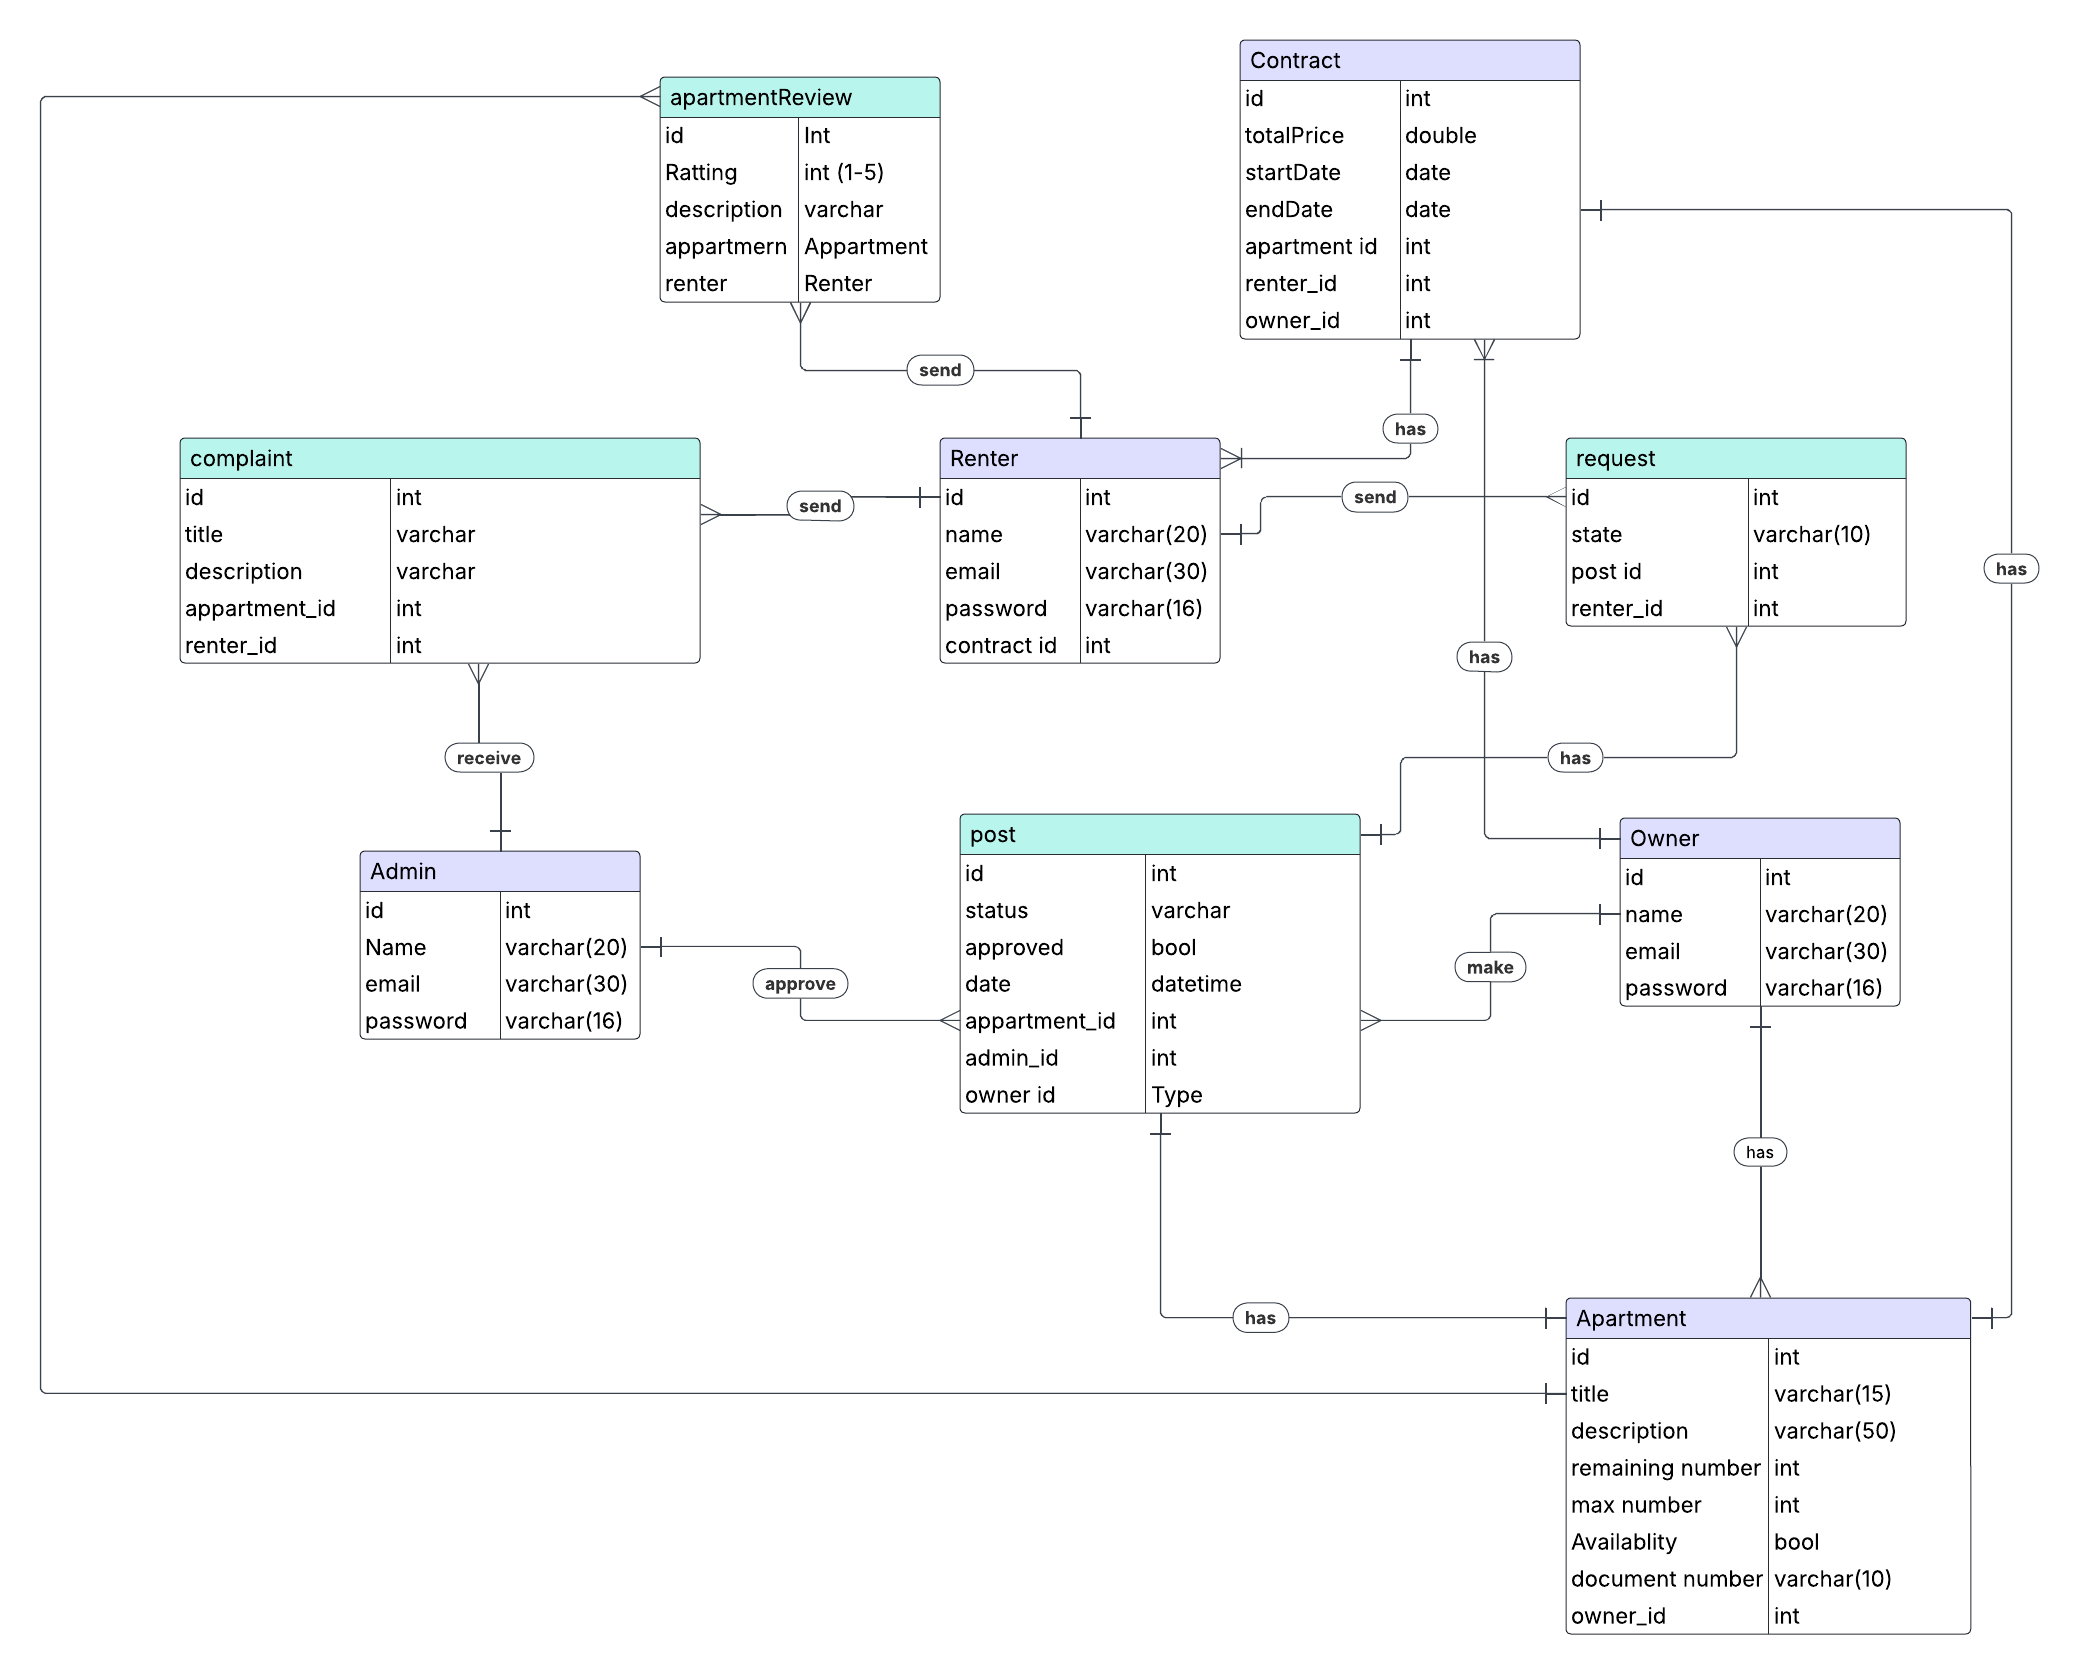 Contract
id int
totalPrice double
startDate date
endDate date
apartment id int
renter_id int
owner_id int
apartmentReview
id Int
Ratting int (1-5)
description varchar
appartmern Appartment
renter Renter
send
has
has
complaint
id int
title varchar
description varchar
appartment_id int
renter_id int
send
Renter
id int
name varchar(20)
email varchar(30)
password varchar(16)
contract id int
send
request
id int
state varchar(10)
post id int
renter_id int
has
receive
has
Admin
id int
Name varchar(20)
email varchar(30)
password varchar(16)
approve
post
id int
status varchar
approved bool
date datetime
appartment_id int
admin_id int
owner id Type
make
Owner
id int
name varchar(20)
email varchar(30)
password varchar(16)
has
has
Apartment
id int
title varchar(15)
description varchar(50)
remaining number int
max number int
Availablity bool
document number varchar(10)
owner_id int